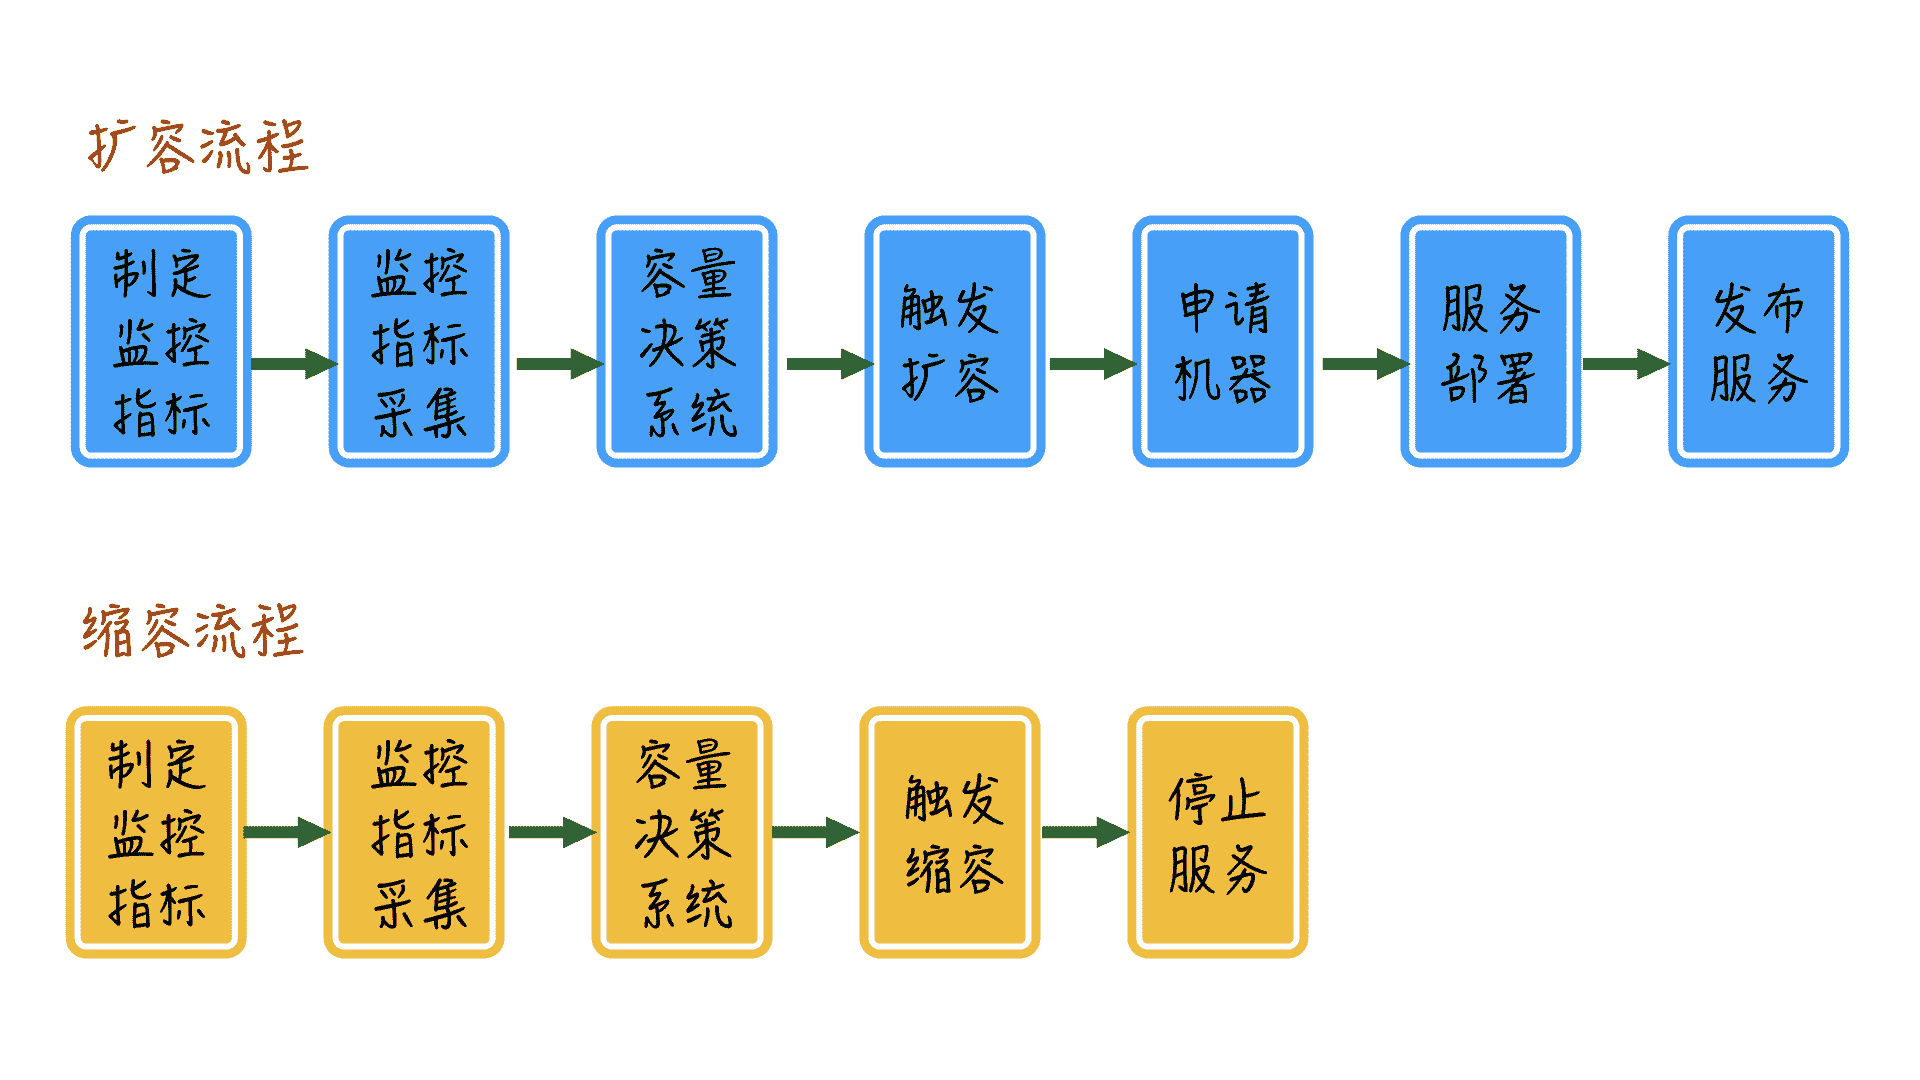 扩容流程
制定
监控
指标
监控
指标
采集
容量
决策
系统
触发
扩容
申请
机器
服务
部署
发布
服务
缩容流程
制定
监控
指标
监控
指标
采集
容量
决策
系统
触发
缩容
停止
服务